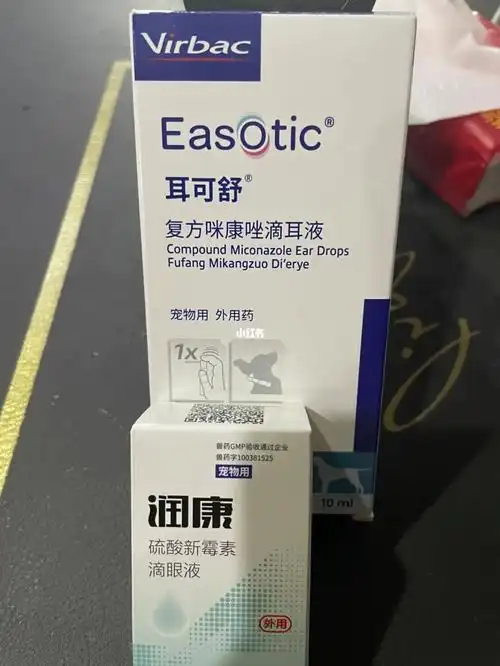 Virbac
EasOtic®
耳可舒®
复方咪康唑滴耳液
Compound Miconazole Ear Drops
Fufang Mikangzuo Di'erye
宠物用 外用药
小红书
1x
10 ml
兽药GMP验收通过企业
兽药字100381525
宠物用
润康
硫酸新霉素
滴眼液
外用